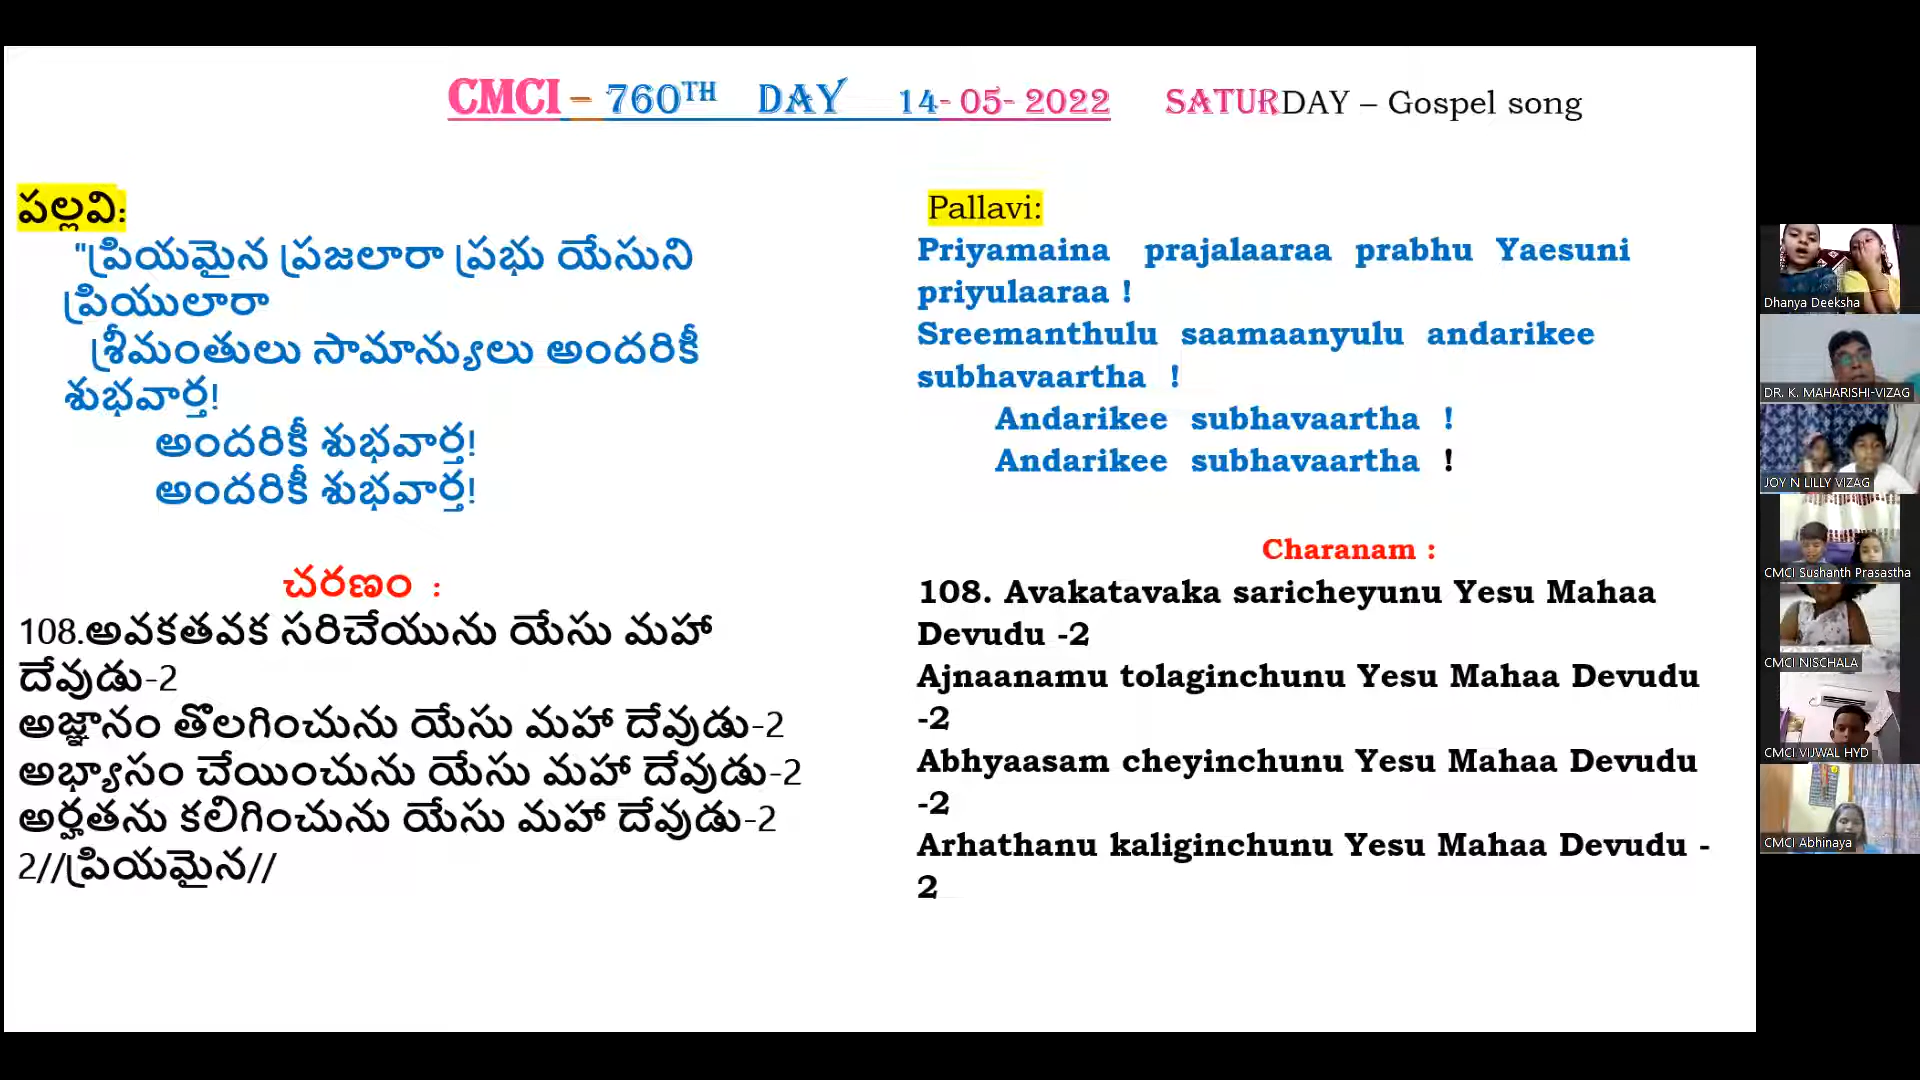 CMCI – 760TH DAY 14- 05- 2022 SATURDAY – Gospel song
పల్లవి:
"ప్రియమైన ప్రజలారా ప్రభు యేసుని
ప్రియులారా
శ్రీమంతులు సామాన్యులు అందరికీ
శుభవార్త!
అందరికీ శుభవార్త!
అందరికీ శుభవార్త!
చరణం :
108.అవకతవక సరిచేయును యేసు మహా
దేవుడు-2
అజ్ఞానం తొలగించును యేసు మహా దేవుడు-2
అభ్యాసం చేయించును యేసు మహా దేవుడు-2
అర్హతను కలిగించును యేసు మహా దేవుడు-2
2//ప్రియమైన//
Pallavi:
Priyamaina prajalaaraa prabhu Yaesuni
priyulaaraa !
Sreemanthulu saamaanyulu andarikee
subhavaartha !
Andarikee subhavaartha !
Andarikee subhavaartha !
Charanam :
108. Avakatavaka saricheyunu Yesu Mahaa
Devudu -2
Ajnaanamu tolaginchunu Yesu Mahaa Devudu
-2
Abhyaasam cheyinchunu Yesu Mahaa Devudu
-2
Arhathanu kaliginchunu Yesu Mahaa Devudu -
2
Dhanya Deeksha
DR. K. MAHARISHI-VIZAG
JOY N LILLY VIZAG
CMCI Sushanth Prasastha
CMCI NISCHALA
CMCI VIJWAL HYD
CMCI Abhinaya